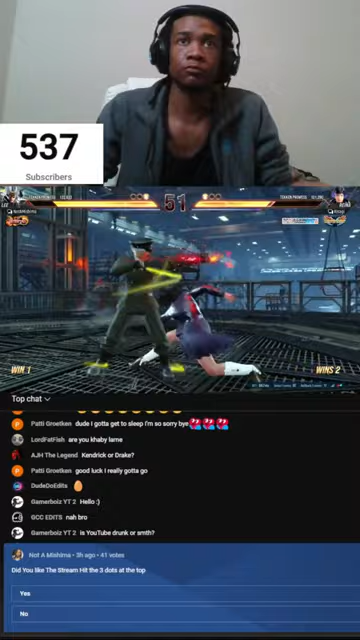 537
Subscribers
51
LEE
REINA
WIN 1
WINS 2
Top chat
Patti Groetken dude I gotta get to sleep i'm so sorry bye
LordFatFish are you khaby lame
AJH The Legend Kendrick or Drake?
Patti Groetken good luck I really gotta go
DudeDoEdits
Gamerboiz YT 2 Hello :)
GCC EDITS nah bro
Gamerboiz YT 2 is YouTube drunk or smth?
Not A Mishima • 3h ago • 41 votes
Did You like The Stream Hit the 3 dots at the top
Yes
No